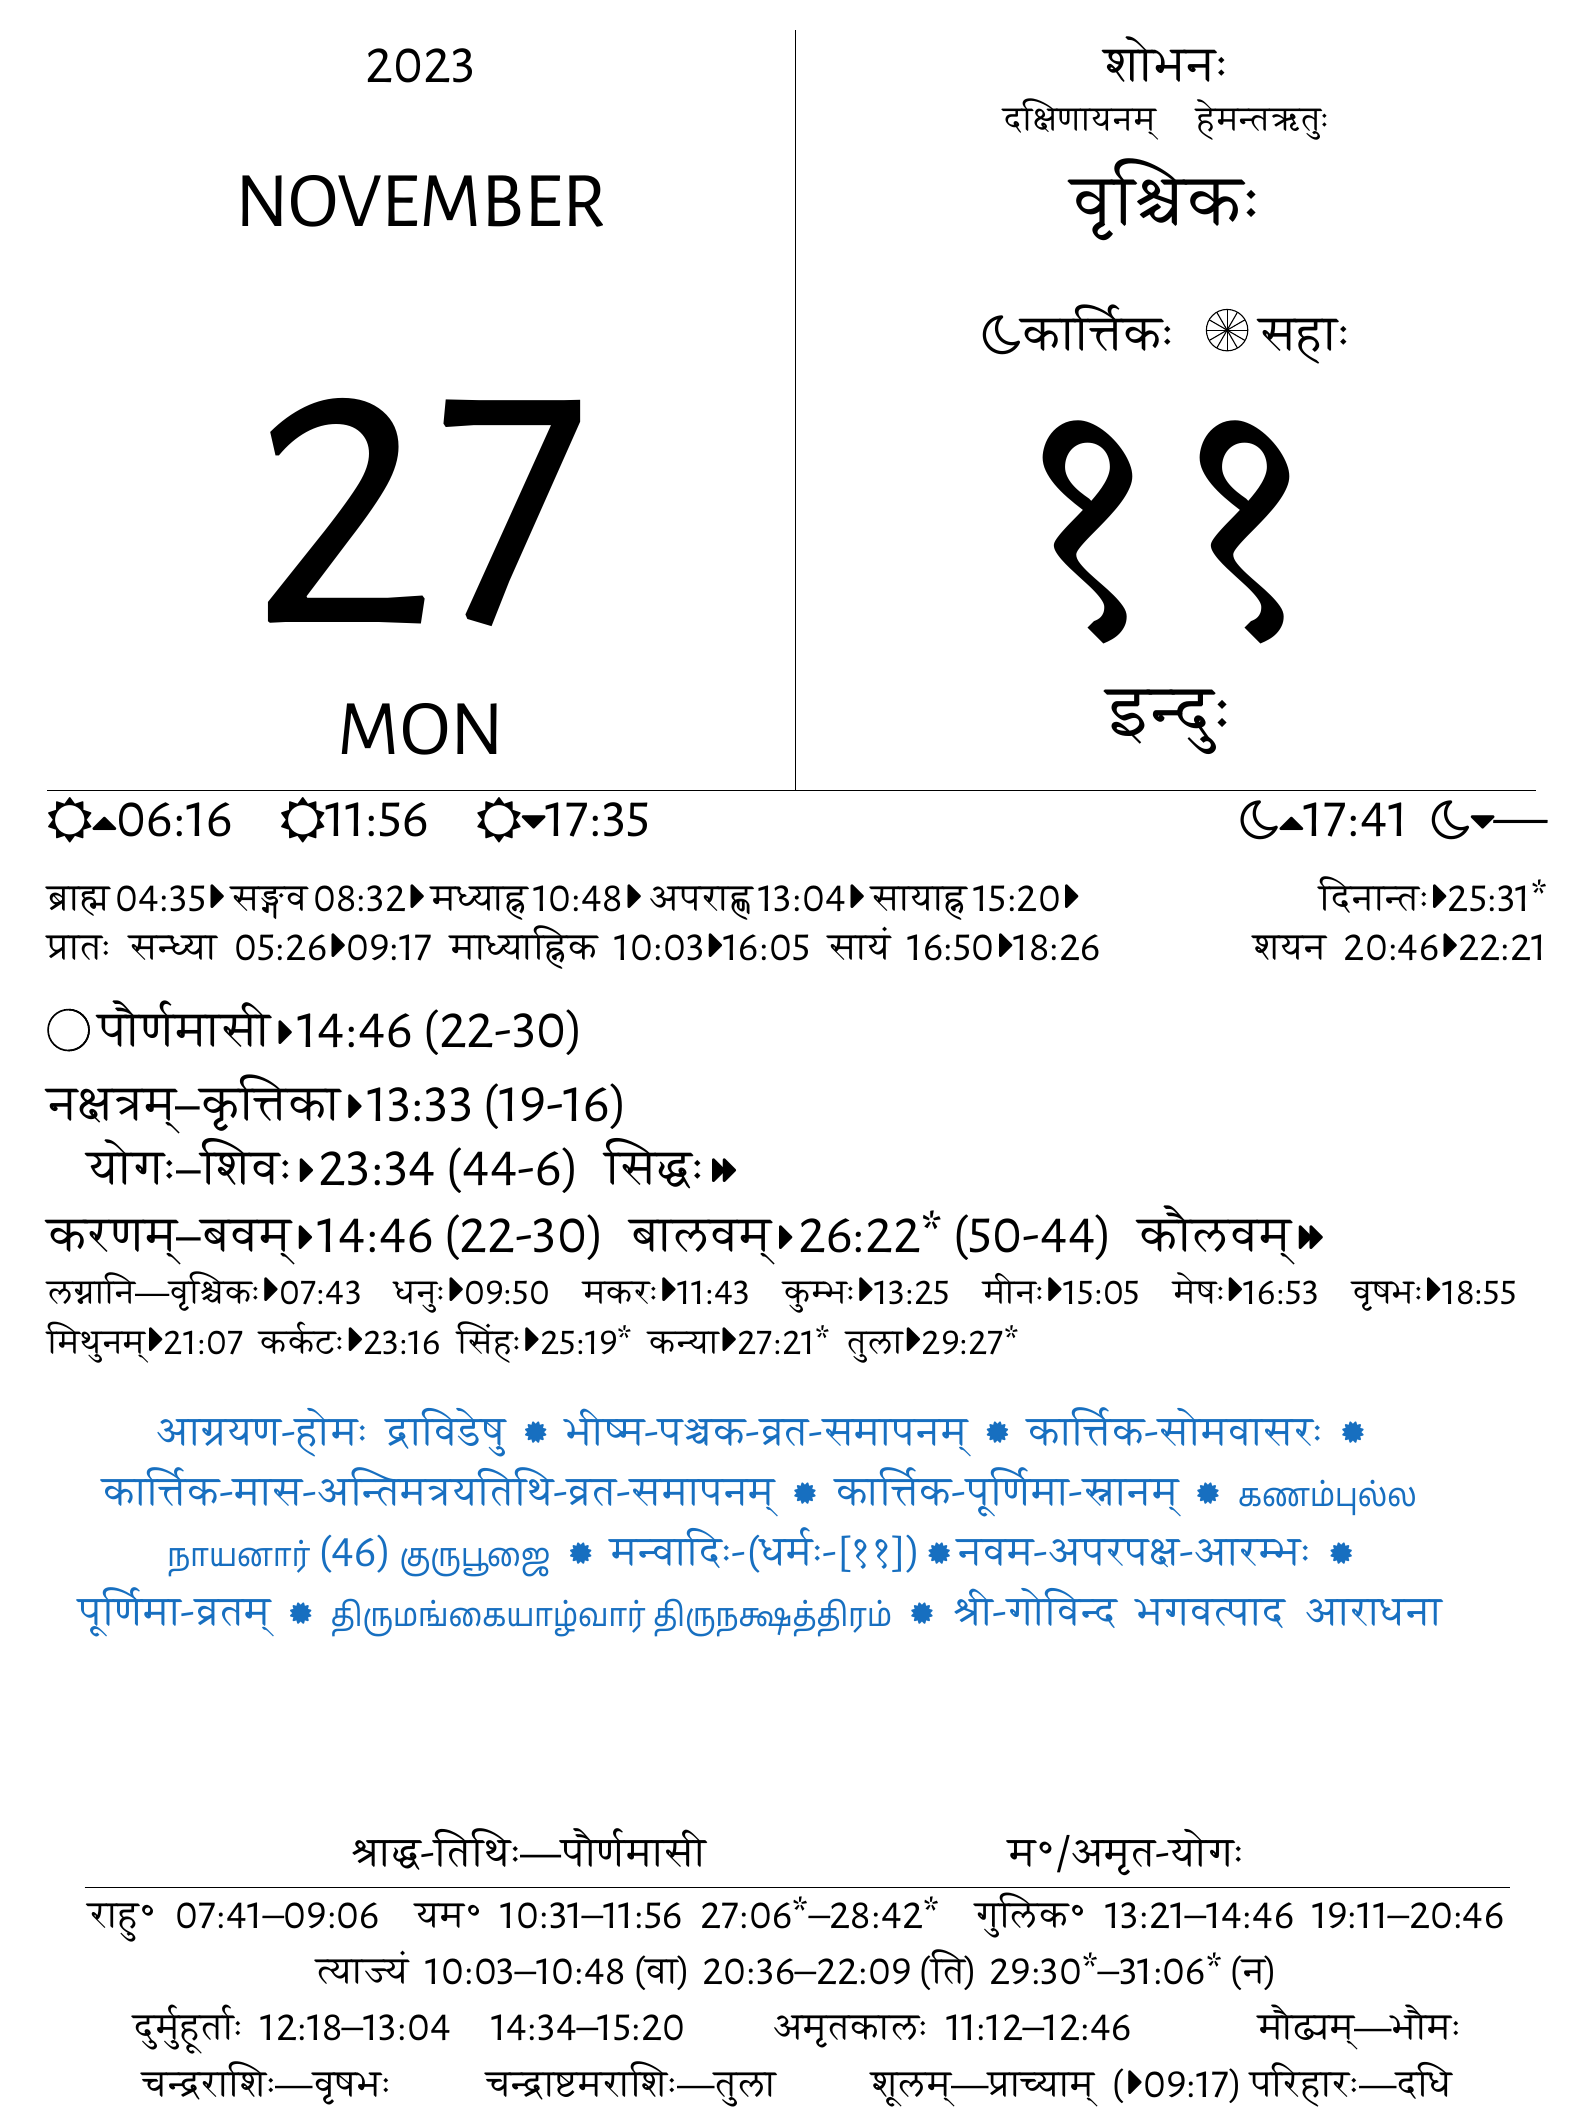 2023
NOVEMBER
27
MON
शोभनः
दक्षिणायनम् हेमन्तऋतुः
वृश्चिकः
कार्त्तिकः सहाः
११
इन्दुः
06:16 11:56 17:35 17:41 —
ब्राह्म 04:35 सङ्गव 08:32 मध्याह्न 10:48 अपराह्ण 13:04 सायाह्न 15:20 दिनान्तः 25:31*
प्रातः सन्ध्या 05:26 09:17 माध्याह्निक 10:03 16:05 सायं 16:50 18:26 शयन 20:46 22:21
पौर्णमासी 14:46 (22-30)
नक्षत्रम्–कृत्तिका 13:33 (19-16)
योगः–शिवः 23:34 (44-6) सिद्धः
करणम्–बवम् 14:46 (22-30) बालवम् 26:22* (50-44) कौलवम्
लग्नानि—वृश्चिकः 07:43 धनुः 09:50 मकरः 11:43 कुम्भः 13:25 मीनः 15:05 मेषः 16:53 वृषभः 18:55
मिथुनम् 21:07 कर्कटः 23:16 सिंहः 25:19* कन्या 27:21* तुला 29:27*
आग्रयण-होमः द्राविडेषु ✹ भीष्म-पञ्चक-व्रत-समापनम् ✹ कार्त्तिक-सोमवासरः ✹
कार्त्तिक-मास-अन्तिमत्रयतिथि-व्रत-समापनम् ✹ कार्त्तिक-पूर्णिमा-स्नानम् ✹ கணம்புல்ல
நாயனார் (46) குருபூஜை ✹ मन्वादिः-(धर्मः-[११]) ✹ नवम-अपरपक्ष-आरम्भः ✹
पूर्णिमा-व्रतम् ✹ திருமங்கையாழ்வார் திருநக்ஷத்திரம் ✹ श्री-गोविन्द भगवत्पाद आराधना
श्राद्ध-तिथिः—पौर्णमासी म°/अमृत-योगः
राहु° 07:41–09:06 यम° 10:31–11:56 27:06*–28:42* गुलिक° 13:21–14:46 19:11–20:46
त्याज्यं 10:03–10:48 (वा) 20:36–22:09 (ति) 29:30*–31:06* (न)
दुर्मुहूर्ताः 12:18–13:04 14:34–15:20 अमृतकालः 11:12–12:46 मौढ्यम्—भौमः
चन्द्रराशिः—वृषभः चन्द्राष्टमराशिः—तुला शूलम्—प्राच्याम् (09:17) परिहारः—दधि